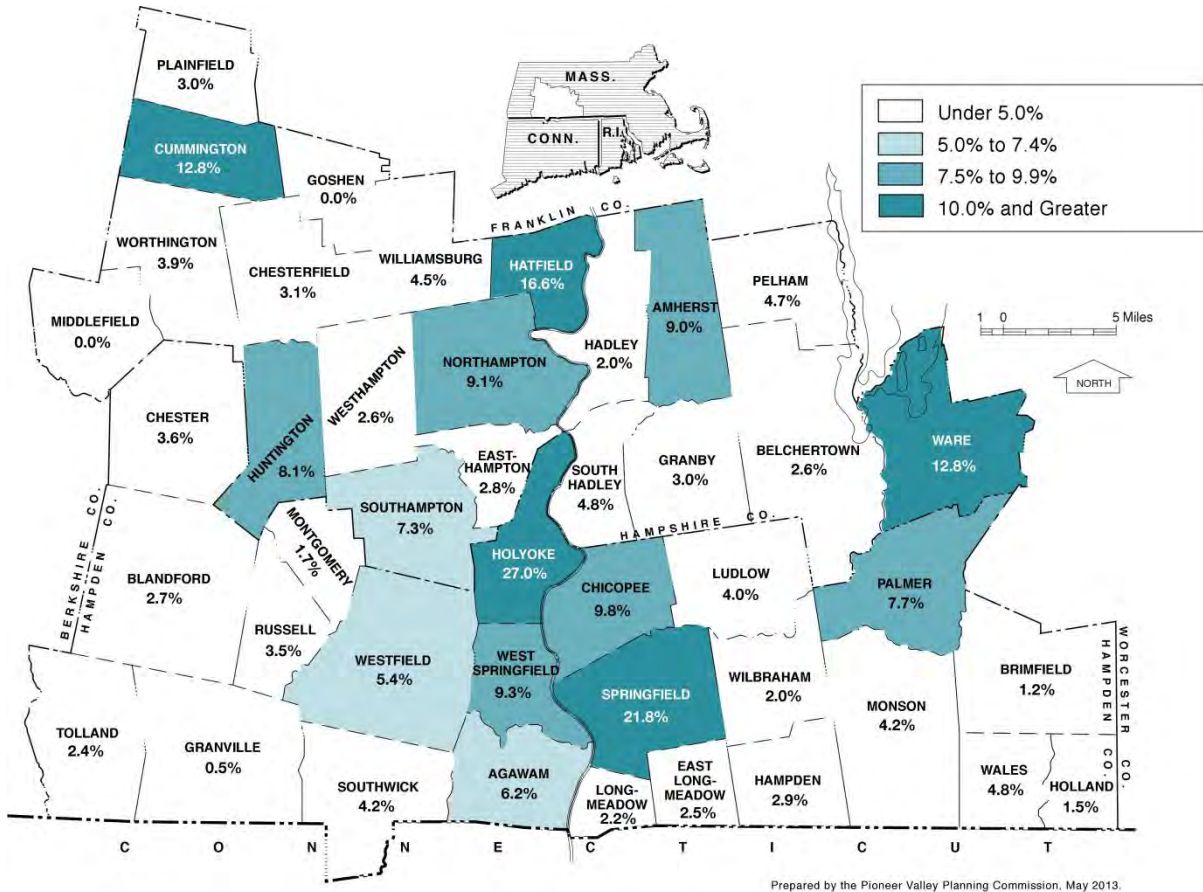 PLAINFIELD
3.0%
CUMMINGTON
12.8%
GOSHEN
0.0%
MASS.
CONN.
R.I.
Under 5.0%
5.0% to 7.4%
7.5% to 9.9%
10.0% and Greater
FRANKLIN CO.
WORTHINGTON
3.9%
CHESTERFIELD
3.1%
WILLIAMSBURG
4.5%
HATFIELD
16.6%
PELHAM
4.7%
AMHERST
9.0%
MIDDLEFIELD
0.0%
1 0 5 Miles
NORTH
HADLEY
2.0%
NORTHAMPTON
9.1%
WESTHAMPTON
2.6%
CHESTER
3.6%
HUNTINGTON
8.1%
EAST-
HAMPTON
2.8%
SOUTH
HADLEY
4.8%
GRANBY
3.0%
BELCHERTOWN
2.6%
WARE
12.8%
SOUTHAMPTON
7.3%
HAMPSHIRE CO.
MONTGOMERY
1.7%
HOLYOKE
27.0%
CHICOPEE
9.8%
LUDLOW
4.0%
PALMER
7.7%
BERKSHIRE CO.
HAMPDEN CO.
BLANDFORD
2.7%
RUSSELL
3.5%
WESTFIELD
5.4%
WEST
SPRINGFIELD
9.3%
SPRINGFIELD
21.8%
WILBRAHAM
2.0%
MONSON
4.2%
BRIMFIELD
1.2%
WORCESTER CO.
HAMPDEN CO.
TOLLAND
2.4%
GRANVILLE
0.5%
SOUTHWICK
4.2%
AGAWAM
6.2%
LONG-
MEADOW
2.2%
EAST
LONG-
MEADOW
2.5%
HAMPDEN
2.9%
WALES
4.8%
HOLLAND
1.5%
CONNECTICUT
Prepared by the Pioneer Valley Planning Commission, May 2013.